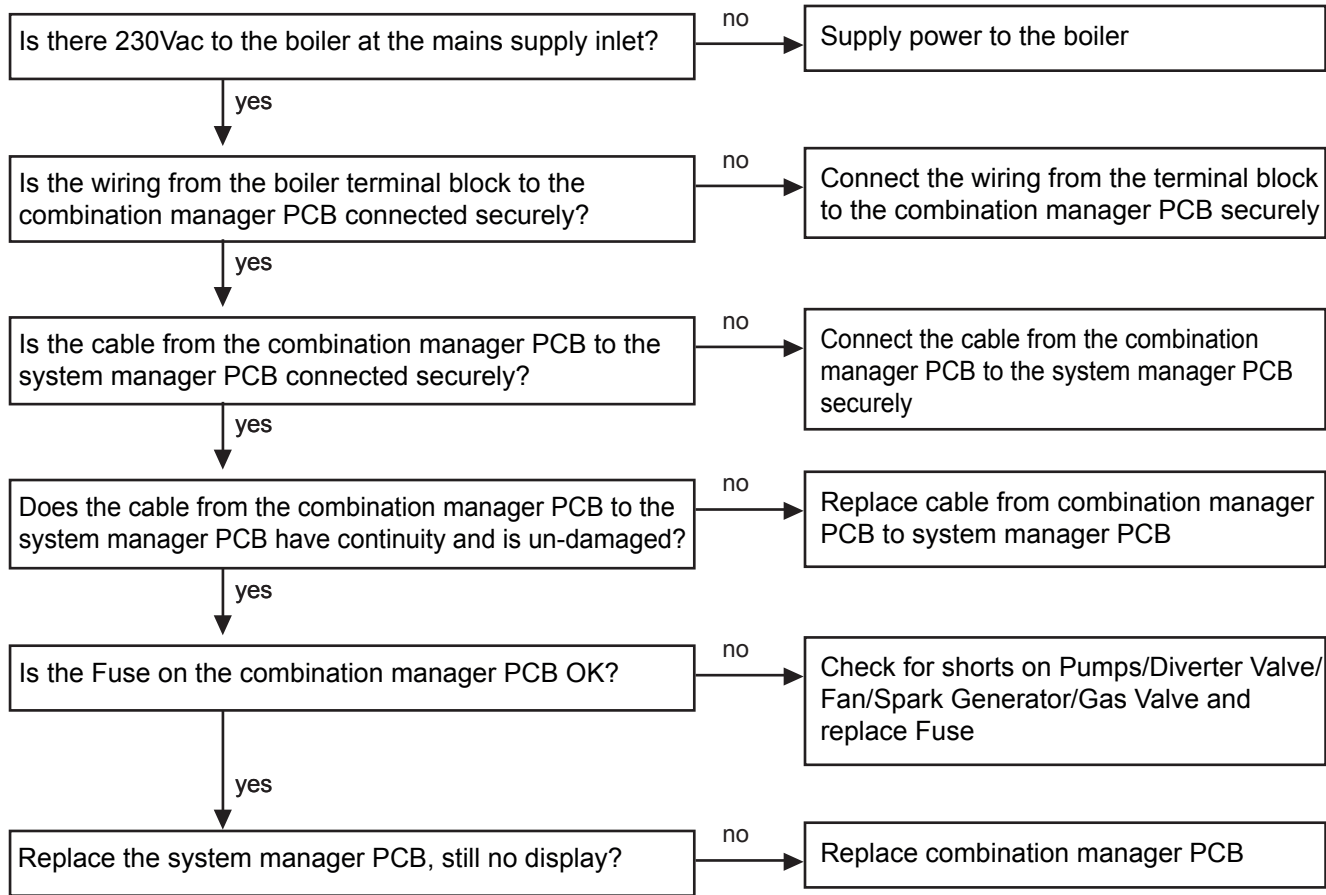 Is there 230Vac to the boiler at the mains supply inlet?
no
Supply power to the boiler
yes
Is the wiring from the boiler terminal block to the
combination manager PCB connected securely?
no
Connect the wiring from the terminal block
to the combination manager PCB securely
yes
Is the cable from the combination manager PCB to the
system manager PCB connected securely?
no
Connect the cable from the combination
manager PCB to the system manager PCB
securely
yes
Does the cable from the combination manager PCB to the
system manager PCB have continuity and is un-damaged?
no
Replace cable from combination manager
PCB to system manager PCB
yes
Is the Fuse on the combination manager PCB OK?
no
Check for shorts on Pumps/Diverter Valve/
Fan/Spark Generator/Gas Valve and
replace Fuse
yes
Replace the system manager PCB, still no display?
no
Replace combination manager PCB